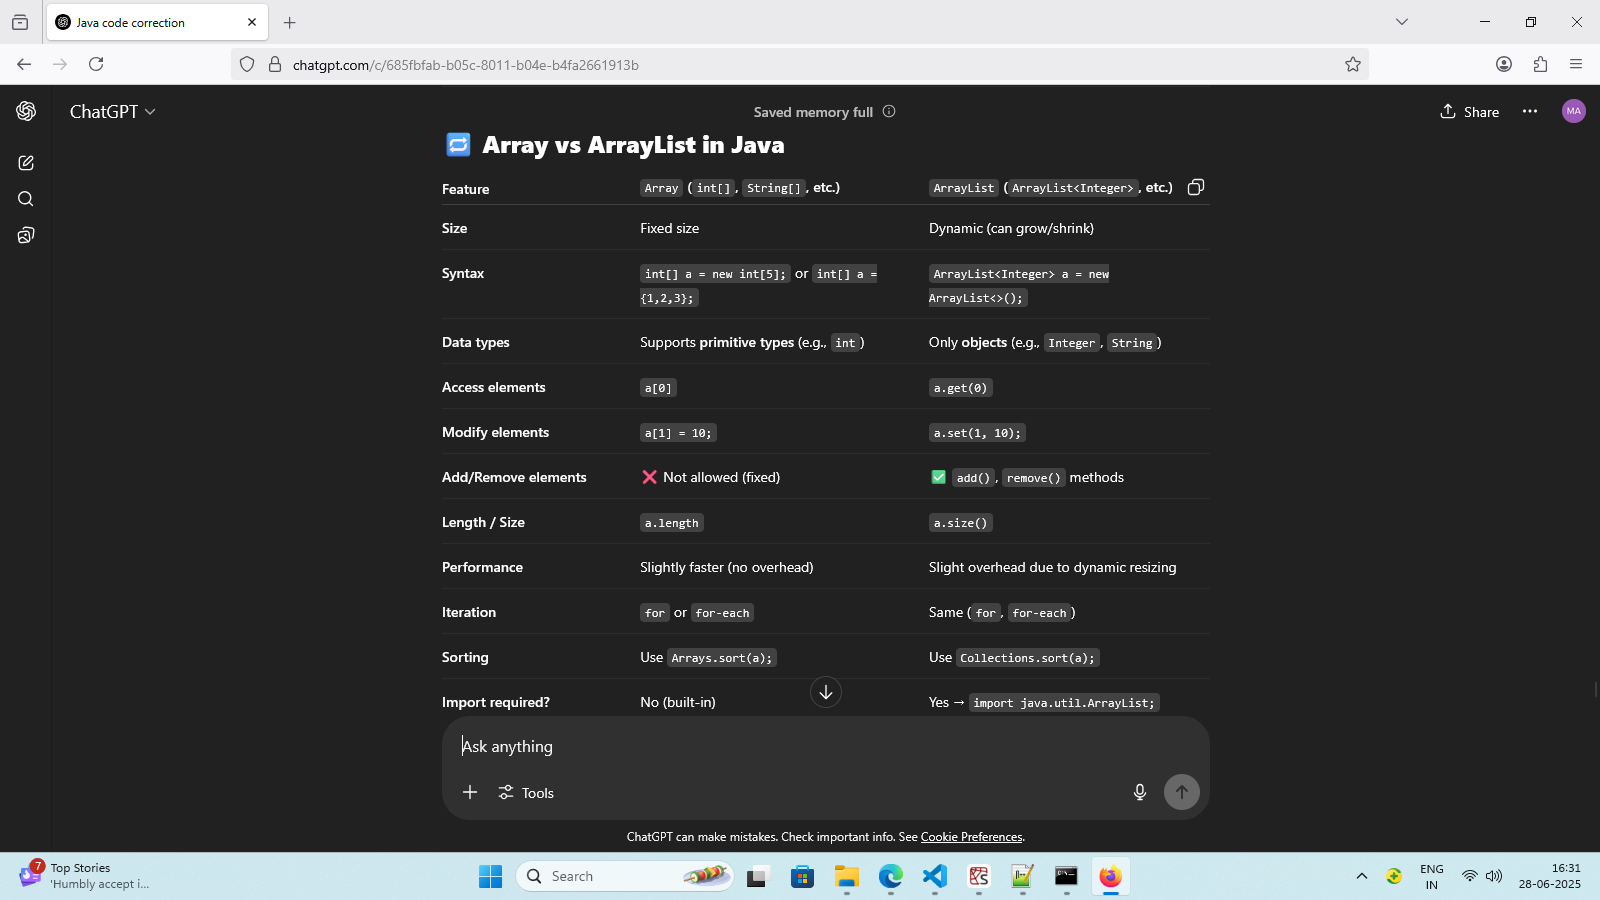 Java code correction
chatgpt.com/c/685fbfab-b05c-8011-b04e-b4fa2661913b
ChatGPT
Saved memory full
Share
MA
Array vs ArrayList in Java
Feature Array (int[], String[], etc.) ArrayList (ArrayList<Integer>, etc.)
Size Fixed size Dynamic (can grow/shrink)
Syntax int[] a = new int[5]; or int[] a = ArrayList<Integer> a = new
{1,2,3}; ArrayList<>();
Data types Supports primitive types (e.g., int) Only objects (e.g., Integer, String)
Access elements a[0] a.get(0)
Modify elements a[1] = 10; a.set(1, 10);
Add/Remove elements ❌ Not allowed (fixed) ✅ add(), remove() methods
Length / Size a.length a.size()
Performance Slightly faster (no overhead) Slight overhead due to dynamic resizing
Iteration for or for-each Same (for, for-each)
Sorting Use Arrays.sort(a); Use Collections.sort(a);
Import required? No (built-in) Yes → import java.util.ArrayList;
Ask anything
Tools
ChatGPT can make mistakes. Check important info. See Cookie Preferences.
7
Top Stories
'Humbly accept i...
Search
ENG
IN
16:31
28-06-2025